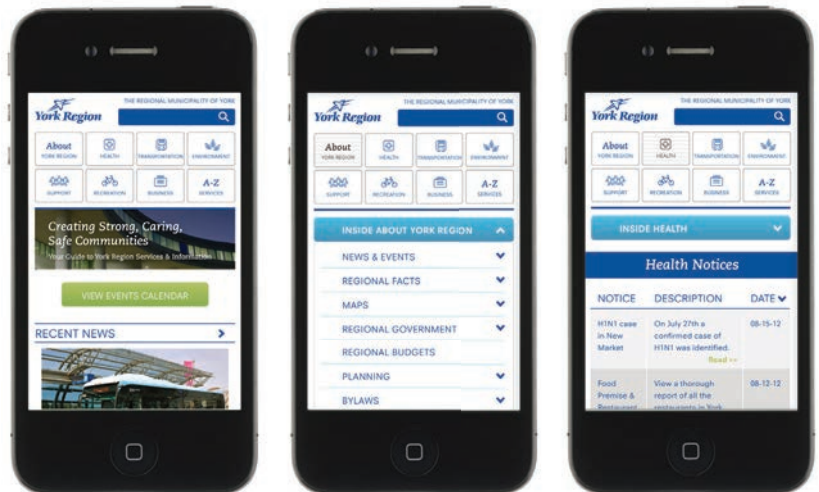 THE REGIONAL MUNICIPALITY OF YORK
York Region
About
YORK REGION
HEALTH
TRANSPORTATION
ENVIRONMENT
SUPPORT
RECREATION
BUSINESS
A-Z
SERVICES
Creating Strong, Caring,
Safe Communities
Your Guide to York Region Services & Information
VIEW EVENTS CALENDAR
RECENT NEWS
THE REGIONAL MUNICIPALITY OF YORK
York Region
About
YORK REGION
HEALTH
TRANSPORTATION
ENVIRONMENT
SUPPORT
RECREATION
BUSINESS
A-Z
SERVICES
INSIDE ABOUT YORK REGION
NEWS & EVENTS
REGIONAL FACTS
MAPS
REGIONAL GOVERNMENT
REGIONAL BUDGETS
PLANNING
BYLAWS
THE REGIONAL MUNICIPALITY OF YORK
York Region
About
YORK REGION
HEALTH
TRANSPORTATION
ENVIRONMENT
SUPPORT
RECREATION
BUSINESS
A-Z
SERVICES
INSIDE HEALTH
Health Notices
NOTICE DESCRIPTION DATE
H1N1 case On July 27th a 08-15-12
in New confirmed case of
Market H1N1 was identified.
Read >>
Food View a thorough 08-12-12
Premise & report of all the
Restaurant restaurants in York